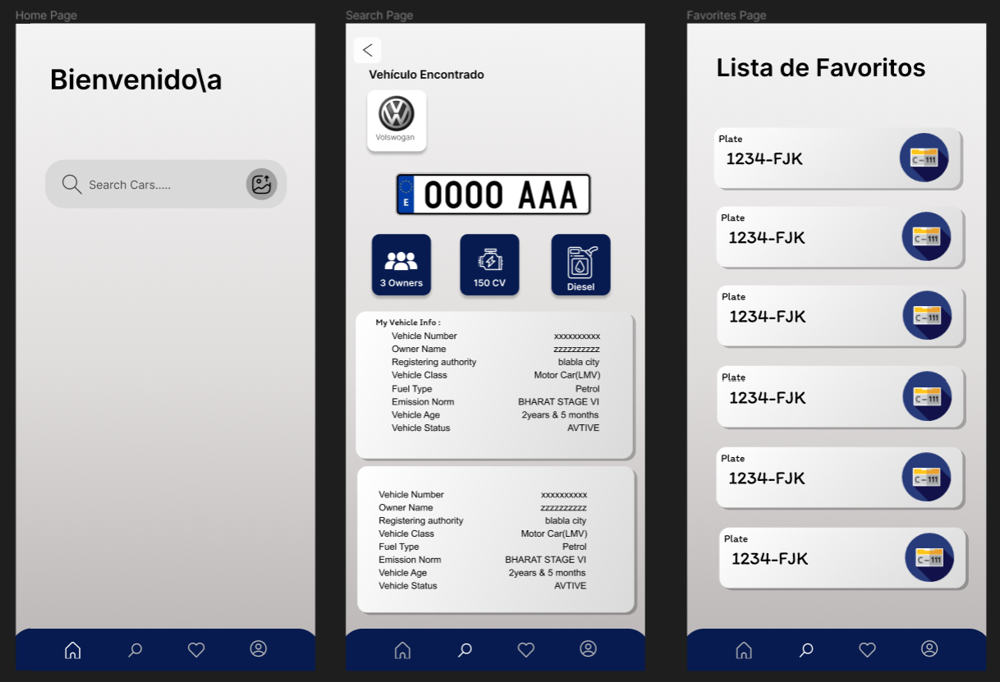 Home Page
Bienvenido\a
Search Cars.....
Search Page
Vehículo Encontrado
Volswogan
E 0000 AAA
3 Owners
150 CV
Diesel
My Vehicle Info :
Vehicle Number xxxxxxxxxx
Owner Name zzzzzzzzzz
Registering authority blabla city
Vehicle Class Motor Car(LMV)
Fuel Type Petrol
Emission Norm BHARAT STAGE VI
Vehicle Age 2years & 5 months
Vehicle Status AVTIVE
Vehicle Number xxxxxxxxxx
Owner Name zzzzzzzzzz
Registering authority blabla city
Vehicle Class Motor Car(LMV)
Fuel Type Petrol
Emission Norm BHARAT STAGE VI
Vehicle Age 2years & 5 months
Vehicle Status AVTIVE
Favorites Page
Lista de Favoritos
Plate
1234-FJK
C-111
Plate
1234-FJK
C-111
Plate
1234-FJK
C-111
Plate
1234-FJK
C-111
Plate
1234-FJK
C-111
Plate
1234-FJK
C-111